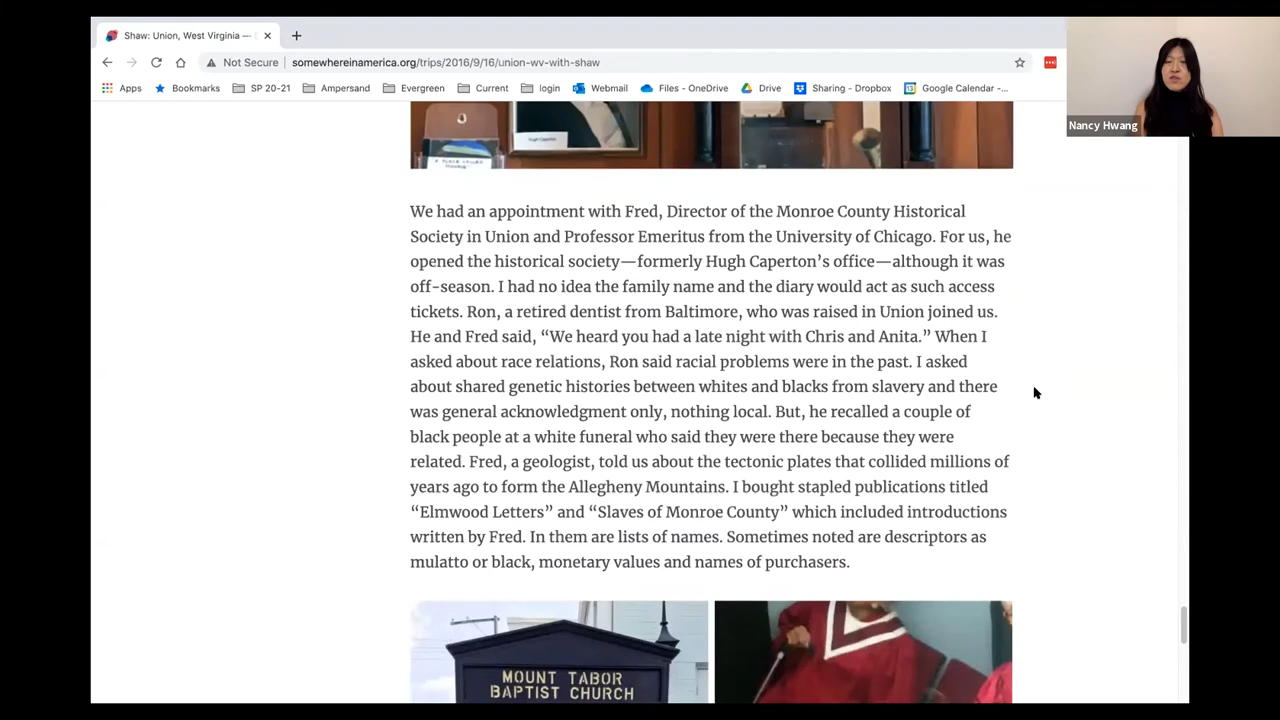 Shaw: Union, West Virginia —
Not Secure
somewhereinamerica.org/trips/2016/9/16/union-wv-with-shaw
Apps
Bookmarks
SP 20-21
Ampersand
Evergreen
Current
login
Webmail
Files - OneDrive
Drive
Sharing - Dropbox
Google Calendar -...
Nancy Hwang
Hugh Caperton
We had an appointment with Fred, Director of the Monroe County Historical
Society in Union and Professor Emeritus from the University of Chicago. For us, he
opened the historical society—formerly Hugh Caperton’s office—although it was
off-season. I had no idea the family name and the diary would act as such access
tickets. Ron, a retired dentist from Baltimore, who was raised in Union joined us.
He and Fred said, “We heard you had a late night with Chris and Anita.” When I
asked about race relations, Ron said racial problems were in the past. I asked
about shared genetic histories between whites and blacks from slavery and there
was general acknowledgment only, nothing local. But, he recalled a couple of
black people at a white funeral who said they were there because they were
related. Fred, a geologist, told us about the tectonic plates that collided millions of
years ago to form the Allegheny Mountains. I bought stapled publications titled
“Elmwood Letters” and “Slaves of Monroe County” which included introductions
written by Fred. In them are lists of names. Sometimes noted are descriptors as
mulatto or black, monetary values and names of purchasers.
MOUNT TABOR
BAPTIST CHURCH